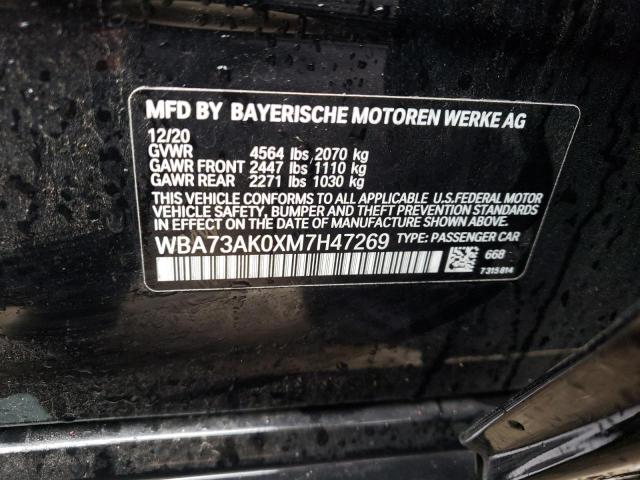 MFD BY BAYERISCHE MOTOREN WERKE AG
12/20
GVWR 4564 lbs 2070 kg
GAWR FRONT 2447 lbs 1110 kg
GAWR REAR 2271 lbs 1030 kg
THIS VEHICLE CONFORMS TO ALL APPLICABLE U.S.FEDERAL MOTOR
VEHICLE SAFETY, BUMPER AND THEFT PREVENTION STANDARDS
IN EFFECT ON THE DATE OF MANUFACTURE SHOWN ABOVE.
WBA73AK0XM7H47269 TYPE: PASSENGER CAR
668
7315814